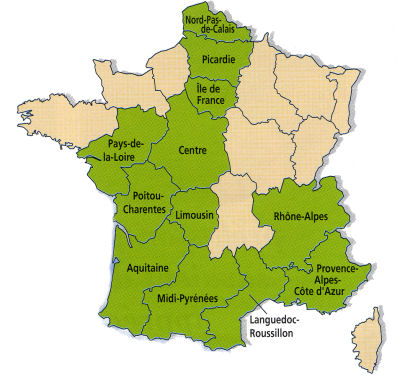 Nord-Pas-
de-Calais
Picardie
Île de
France
Pays-de-
la-Loire
Centre
Poitou-
Charentes
Limousin
Rhône-Alpes
Aquitaine
Midi-Pyrénées
Provence-
Alpes-
Côte d'Azur
Languedoc-
Roussillon